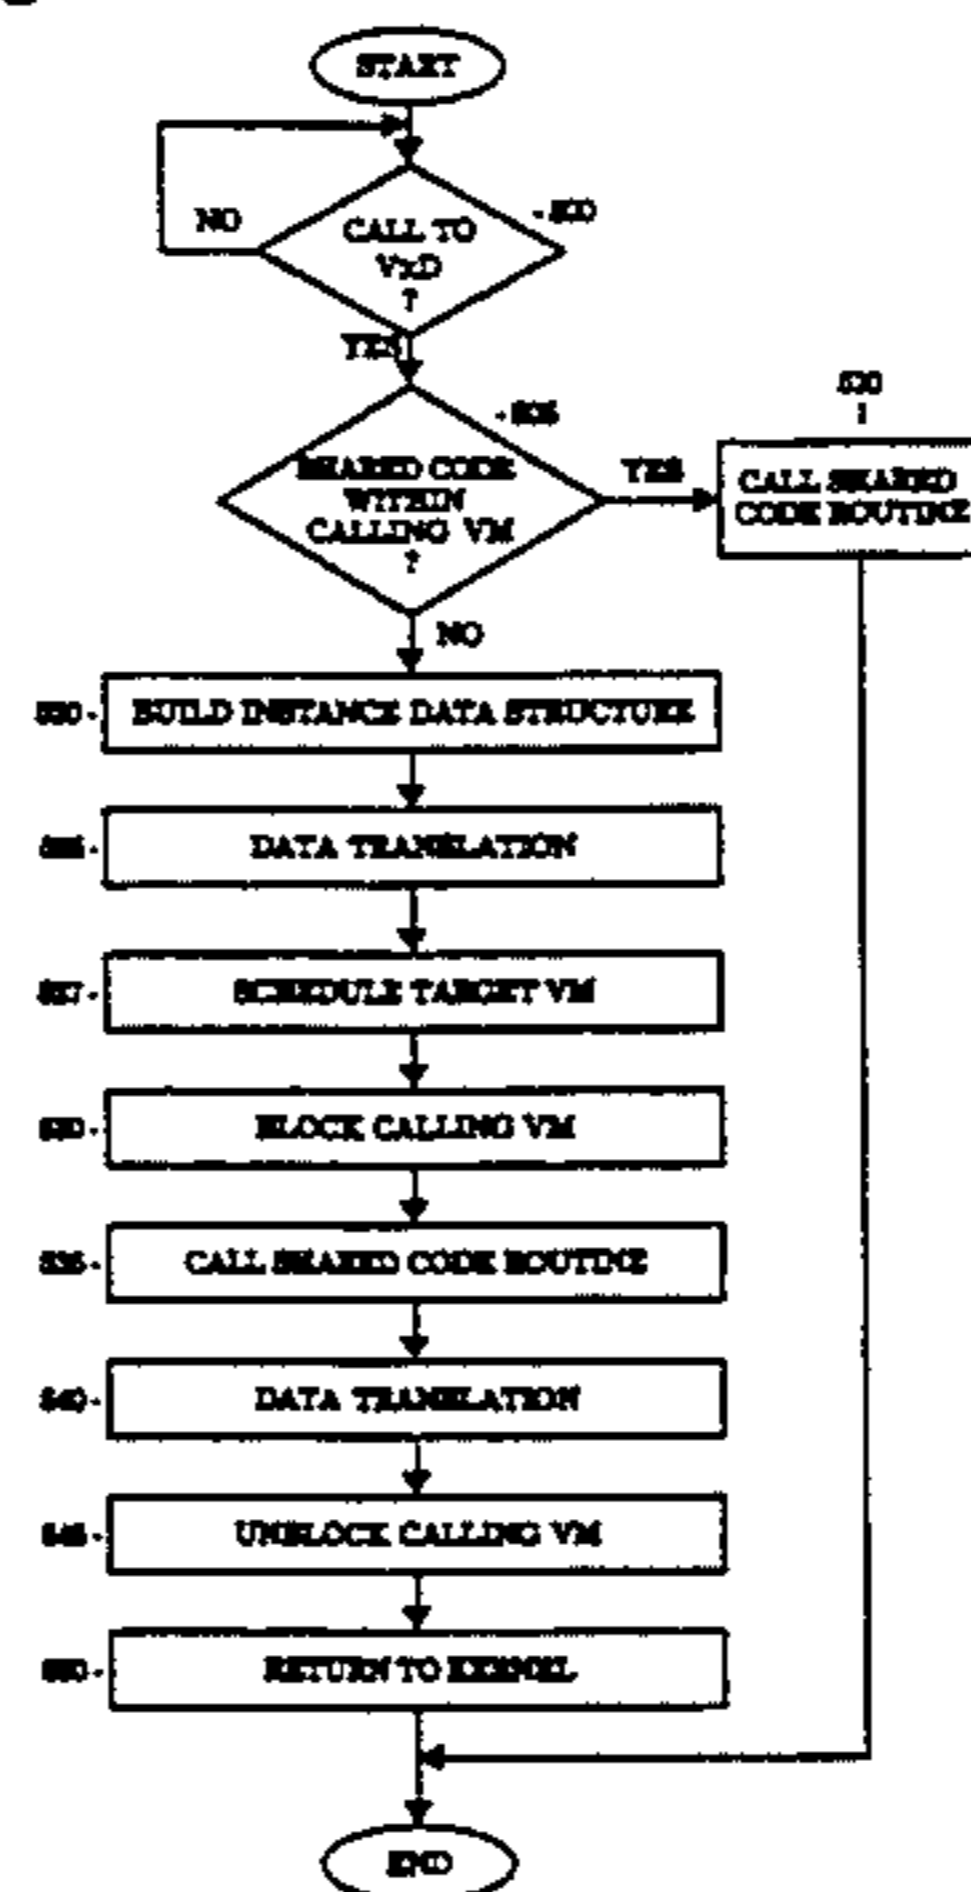 START
NO
CALL TO
VxD
?
YES
SHARED CODE
WITHIN
CALLING VM
?
YES
CALL SHARED
CODE ROUTINE
NO
BUILD INSTANCE DATA STRUCTURE
DATA TRANSLATION
SCHEDULE TARGET VM
BLOCK CALLING VM
CALL SHARED CODE ROUTINE
DATA TRANSLATION
UNBLOCK CALLING VM
RETURN TO KERNEL
END